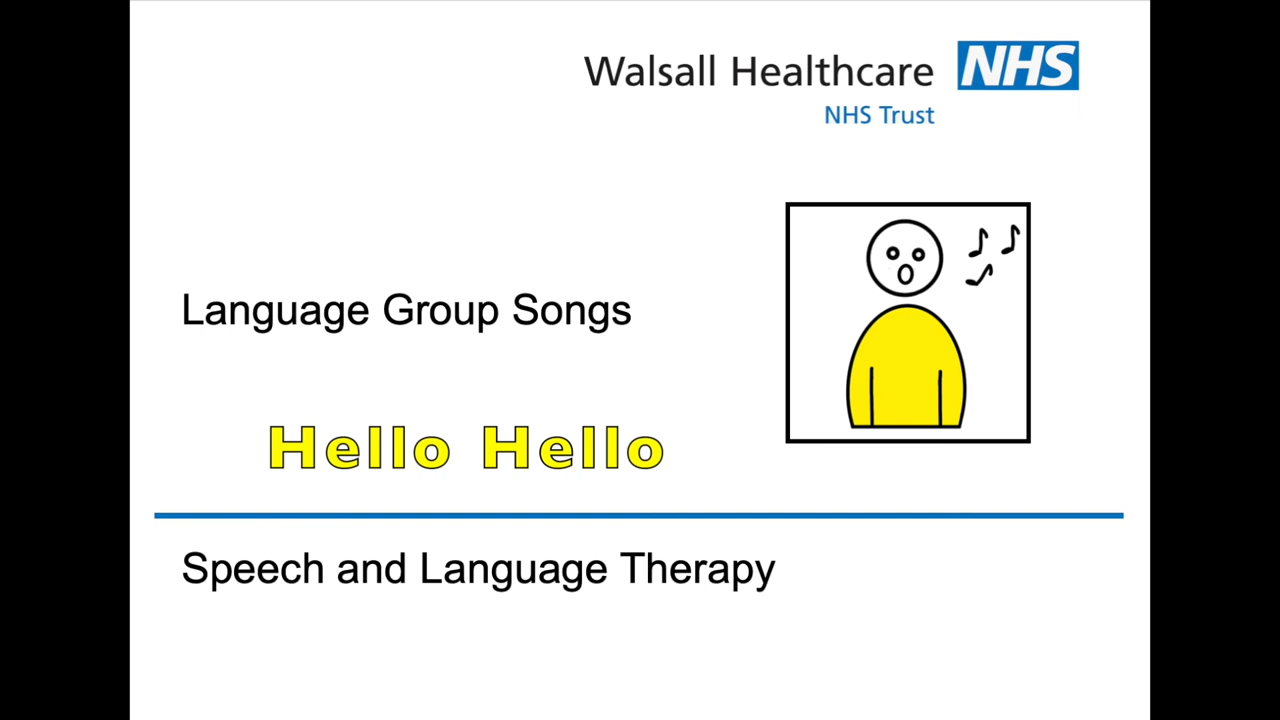 Walsall Healthcare NHS
NHS Trust
Language Group Songs
Hello Hello
Speech and Language Therapy